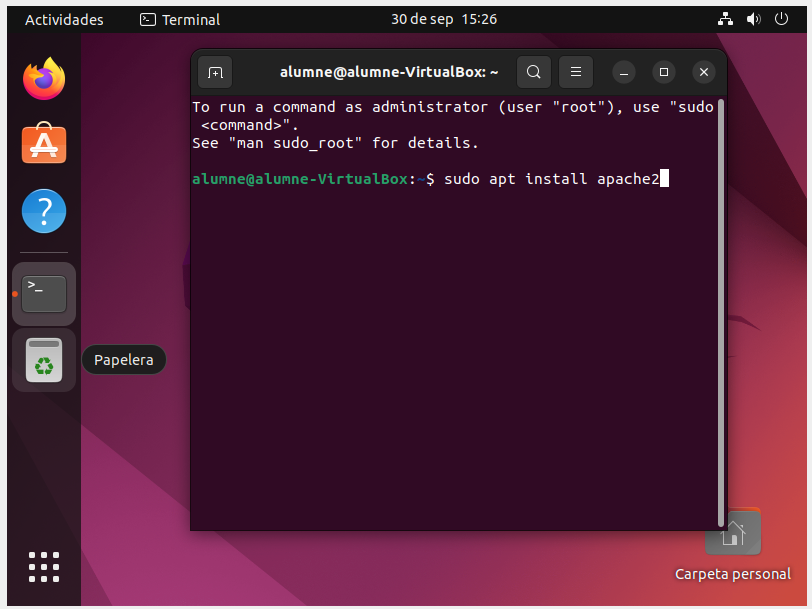 Actividades
Terminal
30 de sep 15:26
alumne@alumne-VirtualBox: ~
To run a command as administrator (user "root"), use "sudo
<command>".
See "man sudo_root" for details.
alumne@alumne-VirtualBox:~$ sudo apt install apache2
>_
Papelera
Carpeta personal